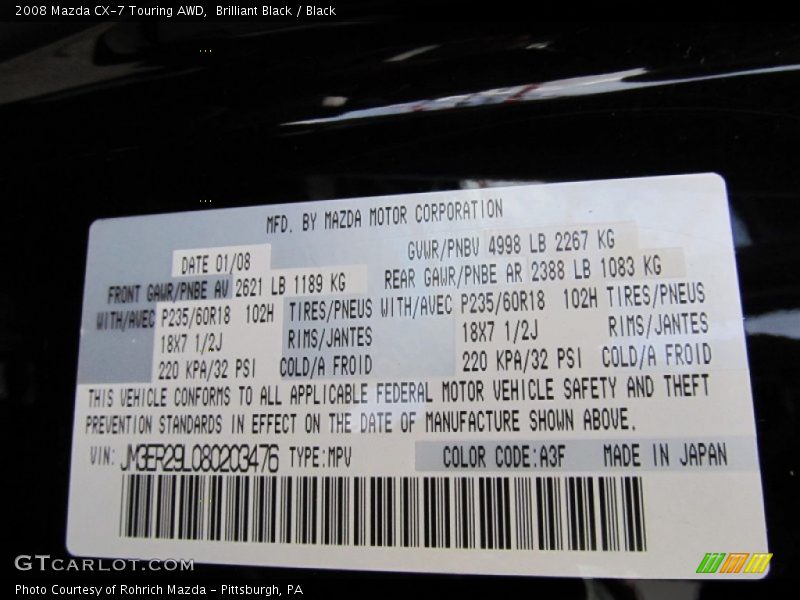 2008 Mazda CX-7 Touring AWD, Brilliant Black / Black
MFD. BY MAZDA MOTOR CORPORATION
DATE 01/08 GVWR/PNBV 4998 LB 2267 KG
FRONT GAWR/PNBE AV 2621 LB 1189 KG REAR GAWR/PNBE AR 2388 LB 1083 KG
WITH/AVEC P235/60R18 102H TIRES/PNEUS WITH/AVEC P235/60R18 102H TIRES/PNEUS
18X7 1/2J RIMS/JANTES 18X7 1/2J RIMS/JANTES
220 KPA/32 PSI COLD/A FROID 220 KPA/32 PSI COLD/A FROID
THIS VEHICLE CONFORMS TO ALL APPLICABLE FEDERAL MOTOR VEHICLE SAFETY AND THEFT
PREVENTION STANDARDS IN EFFECT ON THE DATE OF MANUFACTURE SHOWN ABOVE.
VIN: JM3ER29L080203476 TYPE:MPV COLOR CODE:A3F MADE IN JAPAN
GTCARLOT.COM
Photo Courtesy of Rohrich Mazda - Pittsburgh, PA